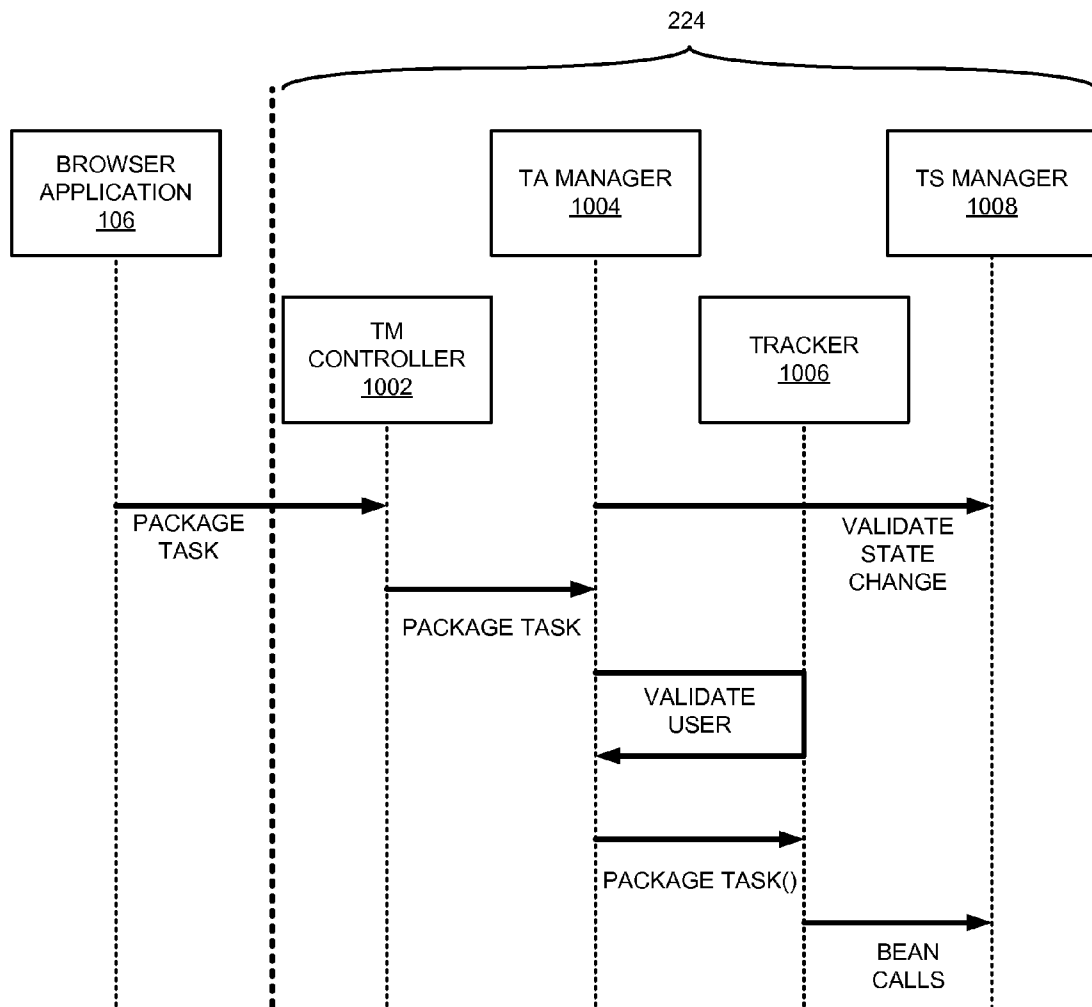 224
BROWSER
APPLICATION
106
TA MANAGER
1004
TS MANAGER
1008
TM
CONTROLLER
1002
TRACKER
1006
PACKAGE
TASK
VALIDATE
STATE
CHANGE
PACKAGE TASK
VALIDATE
USER
PACKAGE TASK()
BEAN
CALLS